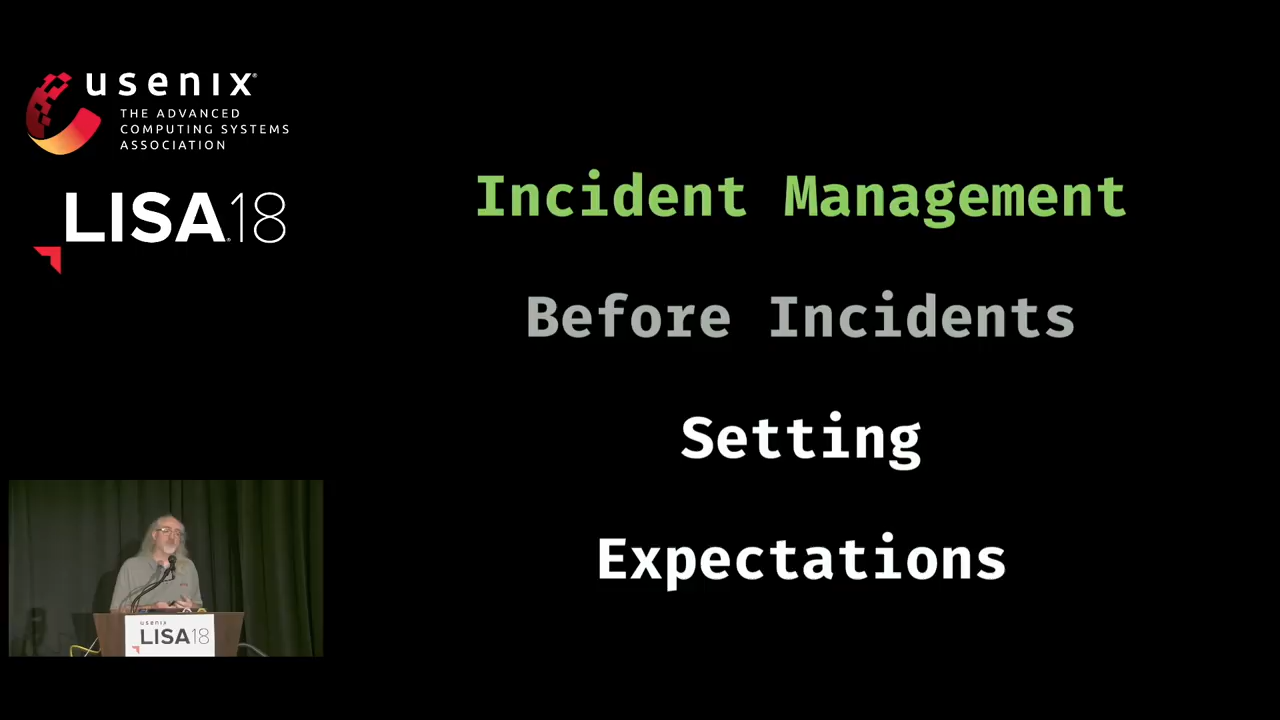 usenix®
THE ADVANCED
COMPUTING SYSTEMS
ASSOCIATION
LISA18
Incident Management
Before Incidents
Setting
Expectations
usenix
LISA18